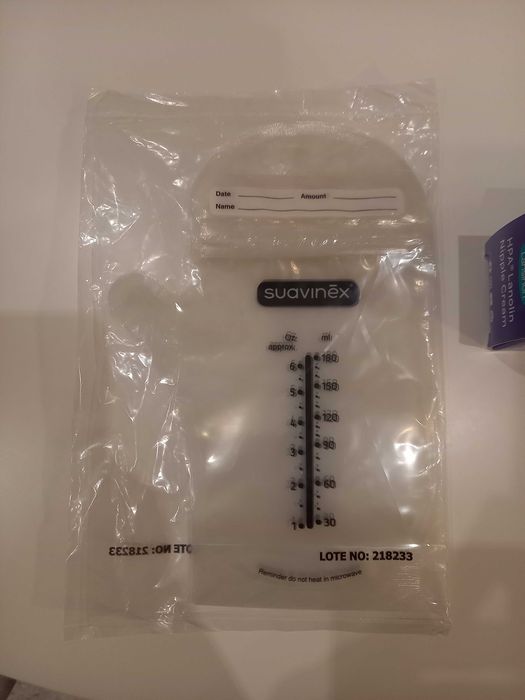 Date Amount
Name
suavinēx®
Oz. ml.
approx.
6 180
5 150
4 120
3 90
2 60
1 30
LOTE NO: 218233
LOTE NO: 218233
Reminder do not heat in microwave
HPA® Lanolin
Nipple Cream